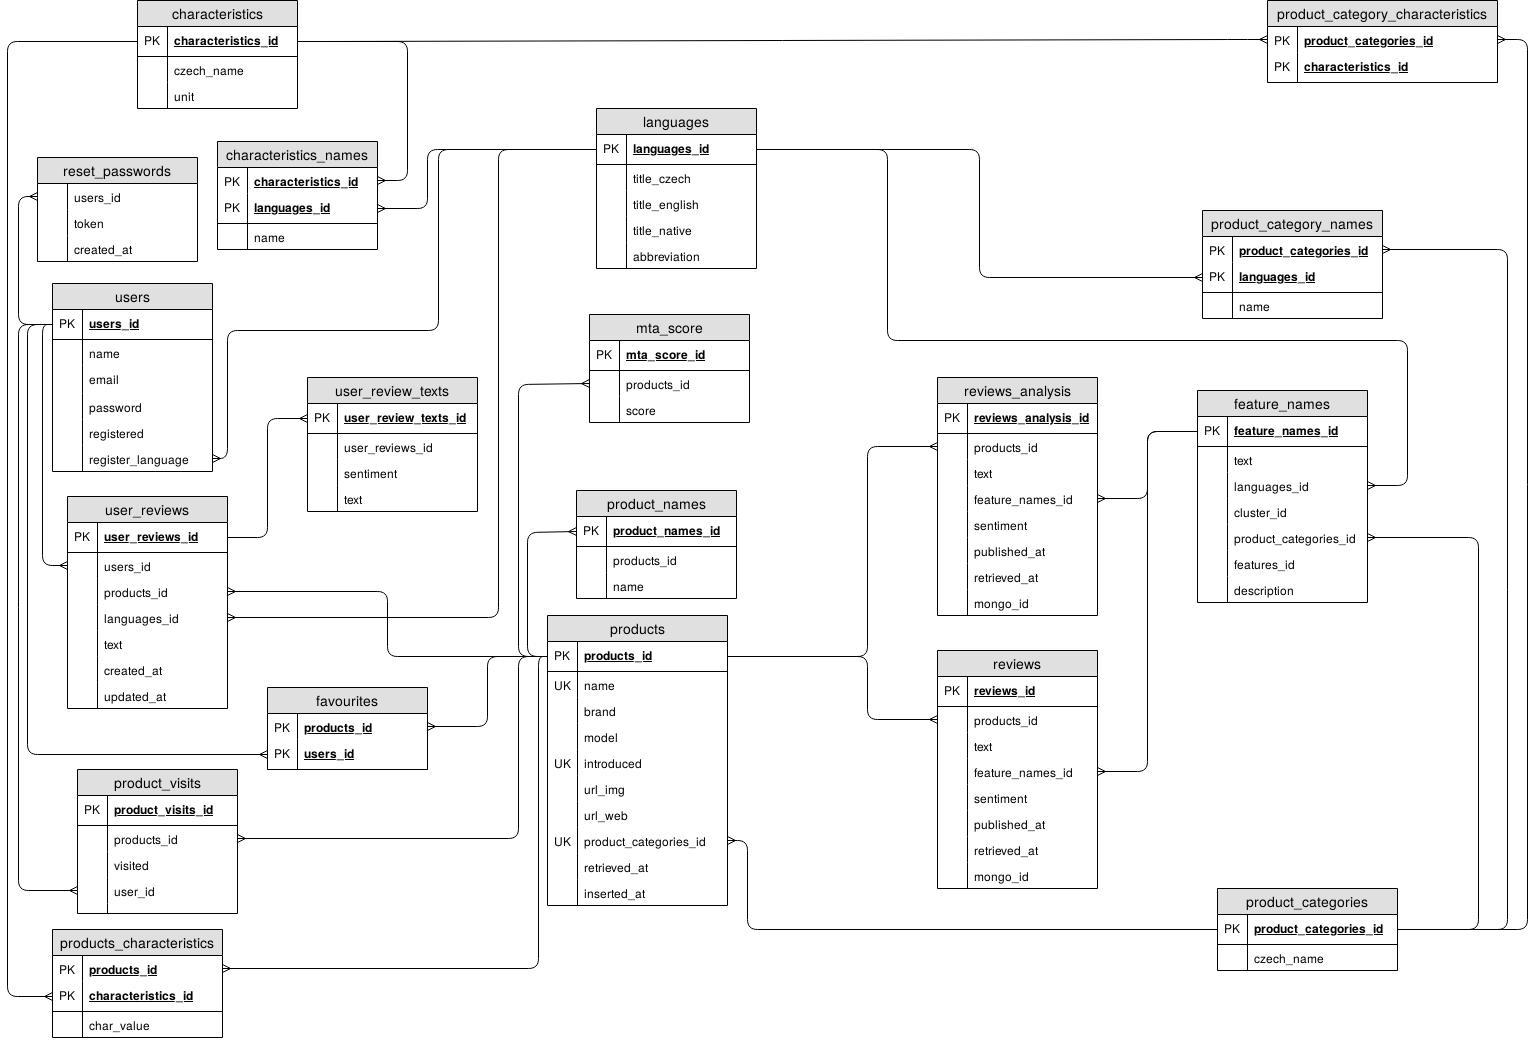 characteristics
PK characteristics_id
czech_name
unit
product_category_characteristics
PK product_categories_id
PK characteristics_id
languages
PK languages_id
title_czech
title_english
title_native
abbreviation
characteristics_names
PK characteristics_id
PK languages_id
name
reset_passwords
users_id
token
created_at
product_category_names
PK product_categories_id
PK languages_id
name
users
PK users_id
name
email
password
registered
register_language
mta_score
PK mta_score_id
products_id
score
user_review_texts
PK user_review_texts_id
user_reviews_id
sentiment
text
reviews_analysis
PK reviews_analysis_id
products_id
text
feature_names_id
sentiment
published_at
retrieved_at
mongo_id
feature_names
PK feature_names_id
text
languages_id
cluster_id
product_categories_id
features_id
description
user_reviews
PK user_reviews_id
users_id
products_id
languages_id
text
created_at
updated_at
product_names
PK product_names_id
products_id
name
products
PK products_id
UK name
brand
model
UK introduced
url_img
url_web
UK product_categories_id
retrieved_at
inserted_at
reviews
PK reviews_id
products_id
text
feature_names_id
sentiment
published_at
retrieved_at
mongo_id
favourites
PK products_id
PK users_id
product_visits
PK product_visits_id
products_id
visited
user_id
product_categories
PK product_categories_id
czech_name
products_characteristics
PK products_id
PK characteristics_id
char_value